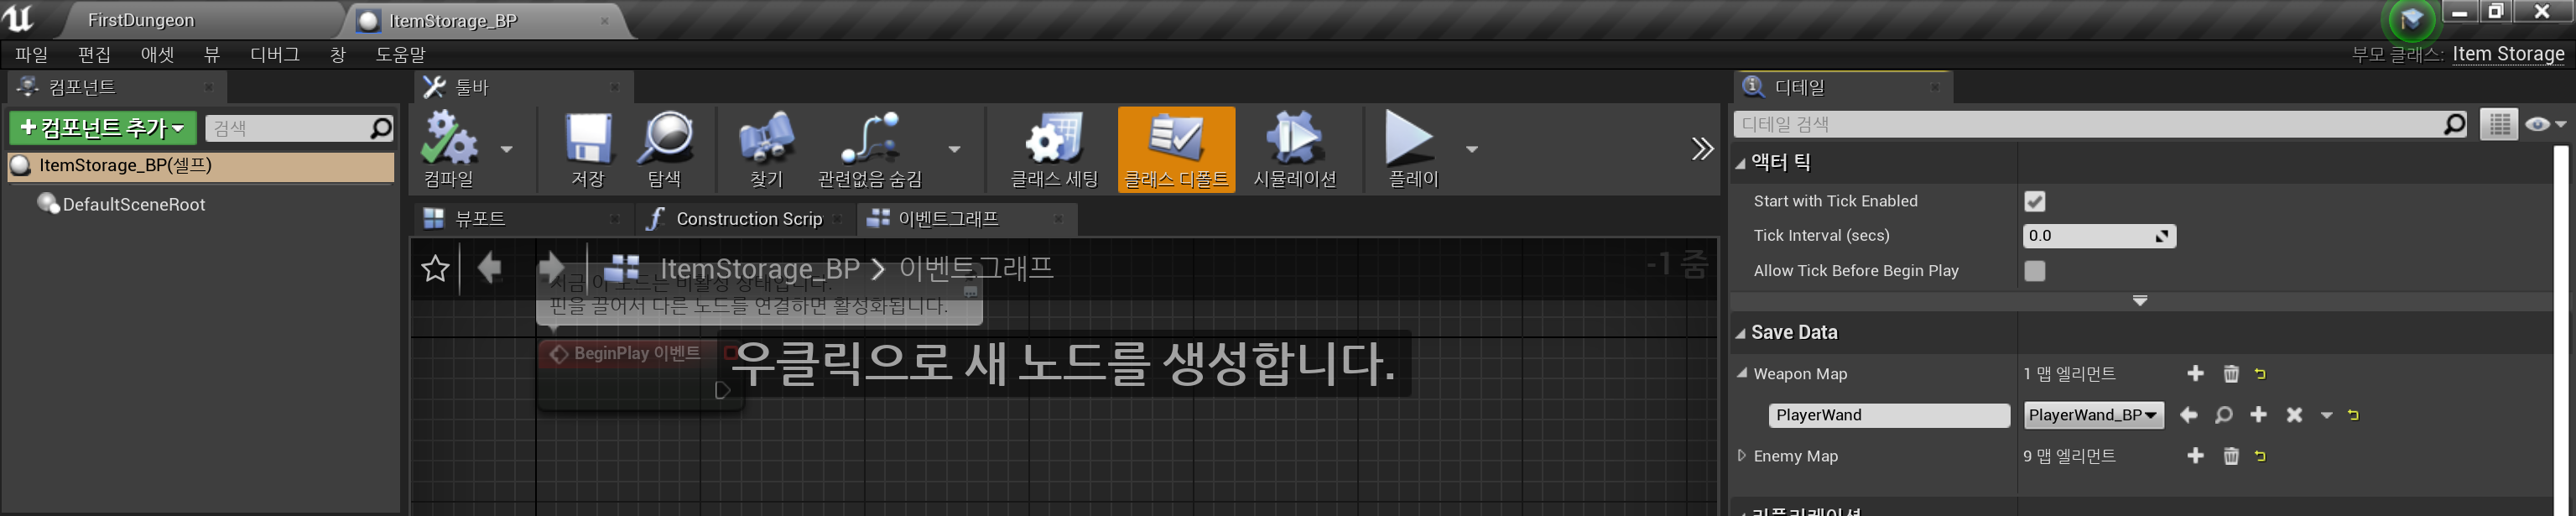 FirstDungeon
ItemStorage_BP
파일 편집 애셋 뷰 디버그 창 도움말
부모 클래스: Item Storage
컴포넌트
+컴포넌트 추가
검색
ItemStorage_BP(셀프)
DefaultSceneRoot
툴바
컴파일
저장
탐색
찾기
관련없음 숨김
클래스 세팅
클래스 디폴트
시뮬레이션
플레이
뷰포트
Construction Scrip
이벤트그래프
ItemStorage_BP > 이벤트그래프
-1 줌
지금 이 노드는 비활성 상태입니다.
핀을 끌어서 다른 노드를 연결하면 활성화됩니다.
BeginPlay 이벤트
우클릭으로 새 노드를 생성합니다.
디테일
디테일 검색
액터 틱
Start with Tick Enabled
Tick Interval (secs) 0.0
Allow Tick Before Begin Play
Save Data
Weapon Map 1 맵 엘리먼트
PlayerWand PlayerWand_BP
Enemy Map 9 맵 엘리먼트
리플리케이션